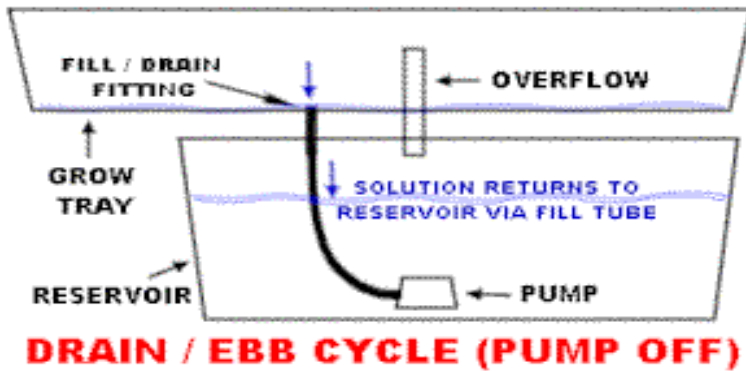 FILL / DRAIN
FITTING
OVERFLOW
GROW
TRAY
SOLUTION RETURNS TO
RESERVOIR VIA FILL TUBE
RESERVOIR
PUMP
DRAIN / EBB CYCLE (PUMP OFF)